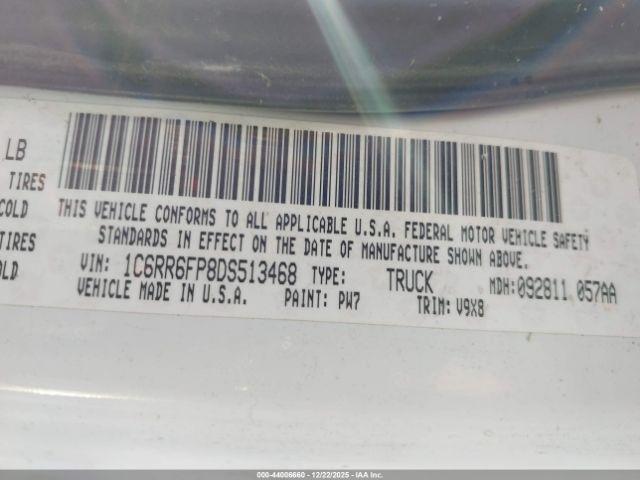 LB
TIRES
COLD
TIRES
OLD
THIS VEHICLE CONFORMS TO ALL APPLICABLE U.S.A. FEDERAL MOTOR VEHICLE SAFETY
STANDARDS IN EFFECT ON THE DATE OF MANUFACTURE SHOWN ABOVE.
VIN: 1C6RR6FP8DS513468 TYPE: TRUCK MDH:092811 057AA
VEHICLE MADE IN U.S.A. PAINT: PW7 TRIM: V9X8
000-44006660 - 12/22/2025 - IAA Inc.